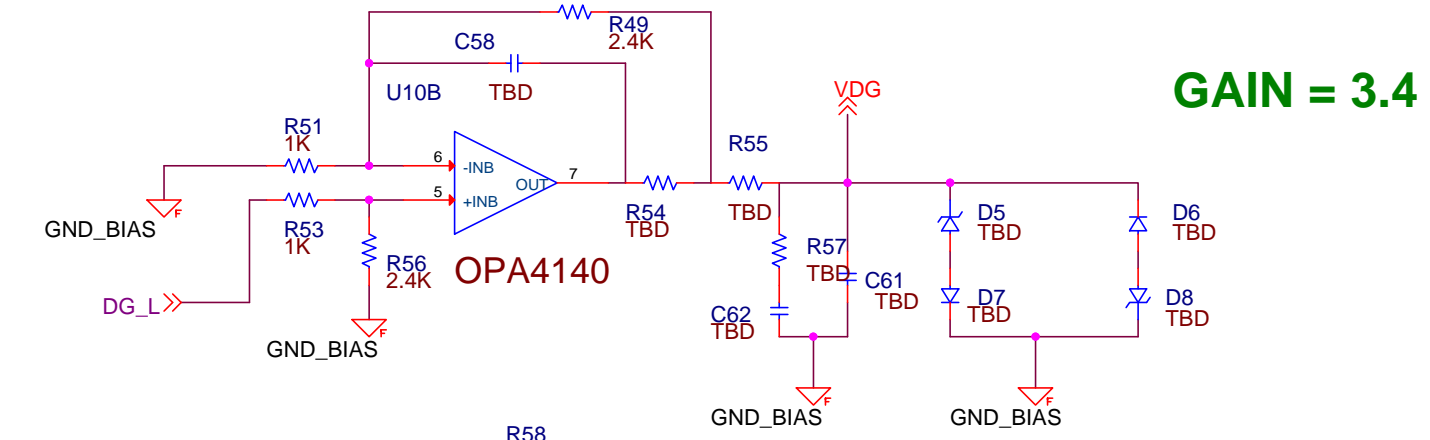 R49
2.4K
C58
TBD
U10B
VDG
GAIN = 3.4
R51
1K
R55
TBD
6
-INB
7
OUT
5
+INB
GND_BIAS
F
R53
1K
R54
TBD
R56
2.4K
OPA4140
DG_L
GND_BIAS
F
R57
TBD
C61
TBD
C62
TBD
D5
TBD
D6
TBD
D7
TBD
D8
TBD
GND_BIAS
F
GND_BIAS
F
R58